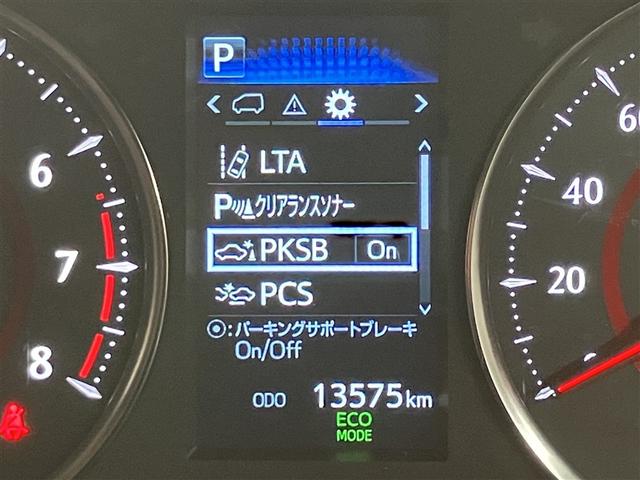 P
LTA
Pクリアランスソナー
PKSB On
PCS
:パーキングサポートブレーキ
On/Off
ODO 13575km
ECO
MODE
6
7
8
60
40
20